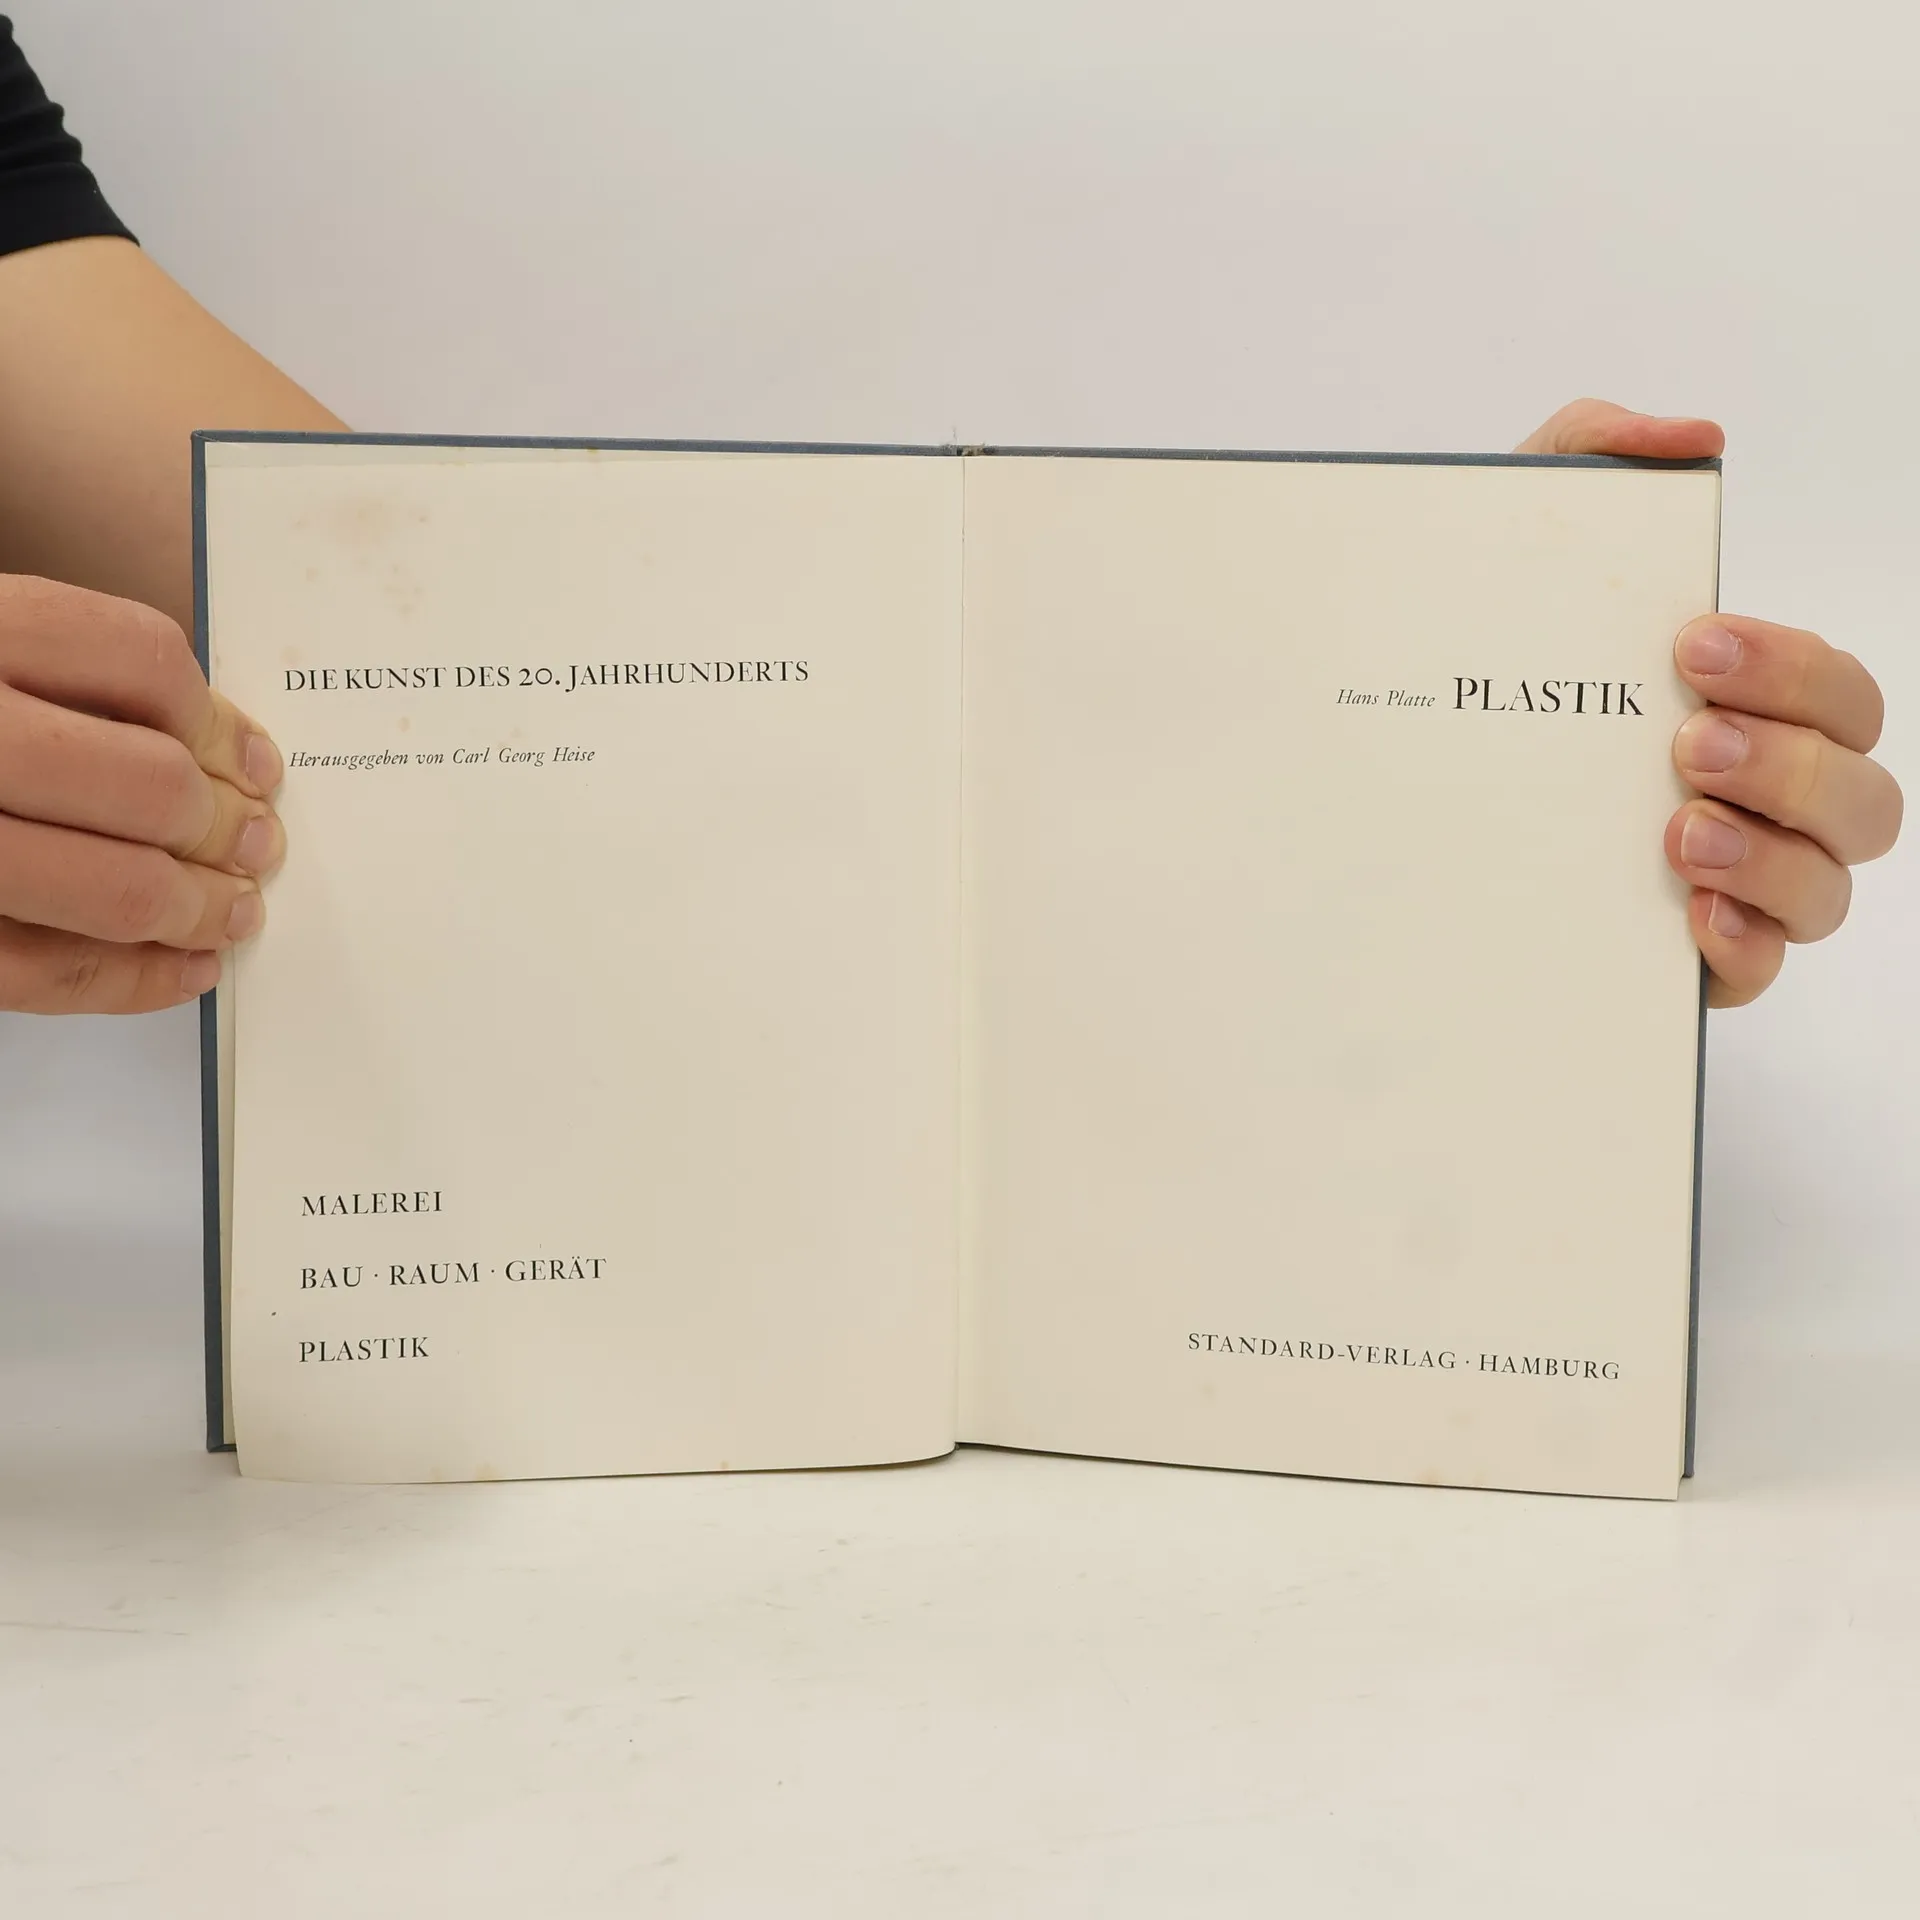 DIE KUNST DES 20. JAHRHUNDERTS
Herausgegeben von Carl Georg Heise
MALEREI
BAU · RAUM · GERÄT
PLASTIK
Hans Platte PLASTIK
STANDARD-VERLAG · HAMBURG